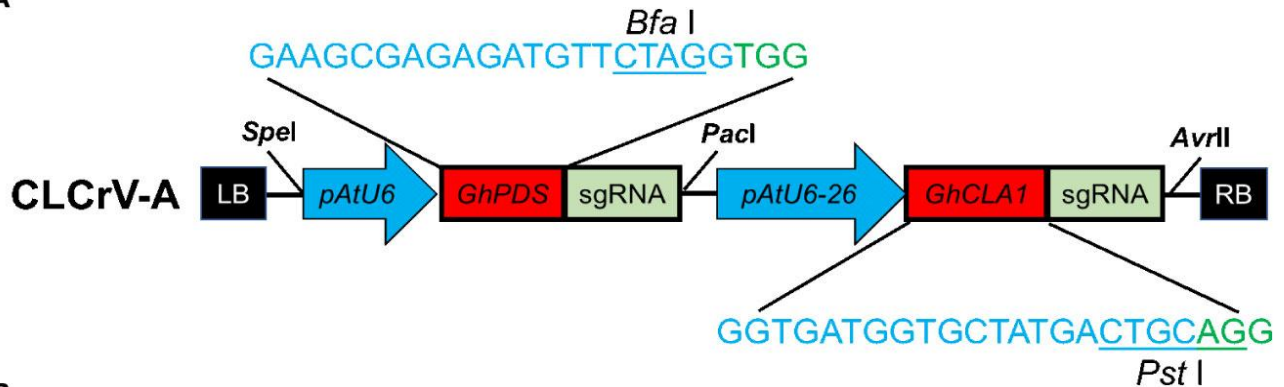 Bfa I
GAAGCGAGAGATGTTCTAGGTGG
SpeI
PacI
AvrII
CLCrV-A
LB
pAtU6
GhPDS
sgRNA
pAtU6-26
GhCLA1
sgRNA
RB
GGTGATGGTGCTATGACTGCAGG
Pst I